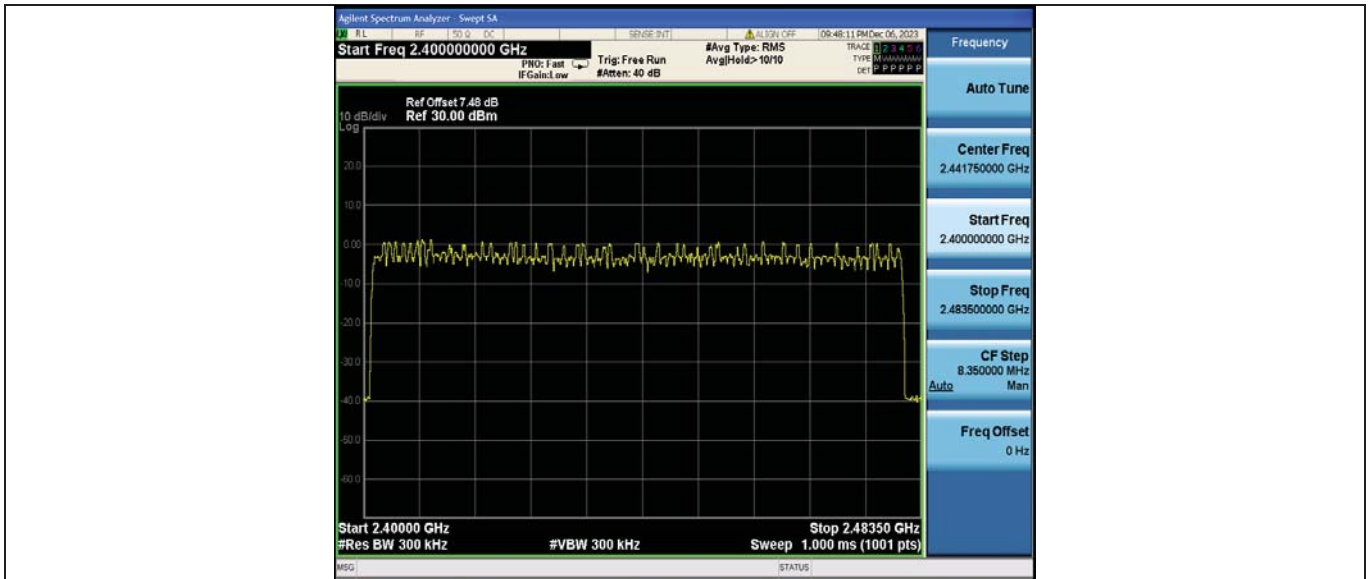 Agilent Spectrum Analyzer - Swept SA
RL RF 50 Ω DC SENSE:INT ALIGN OFF 09:48:11 PM Dec 06, 2023
Start Freq 2.400000000 GHz
PNO: Fast
IFGain:Low
Trig: Free Run
#Atten: 40 dB
#Avg Type: RMS
Avg|Hold:>10/10
TRACE 1 2 3 4 5 6
TYPE M
DET P P P P P P
Ref Offset 7.48 dB
10 dB/div Ref 30.00 dBm
Log
20.0
10.0
0.00
-10.0
-20.0
-30.0
-40.0
-50.0
-60.0
Start 2.40000 GHz Stop 2.48350 GHz
#Res BW 300 kHz #VBW 300 kHz Sweep 1.000 ms (1001 pts)
MSG STATUS
Frequency
Auto Tune
Center Freq
2.441750000 GHz
Start Freq
2.400000000 GHz
Stop Freq
2.483500000 GHz
CF Step
8.350000 MHz
Auto Man
Freq Offset
0 Hz